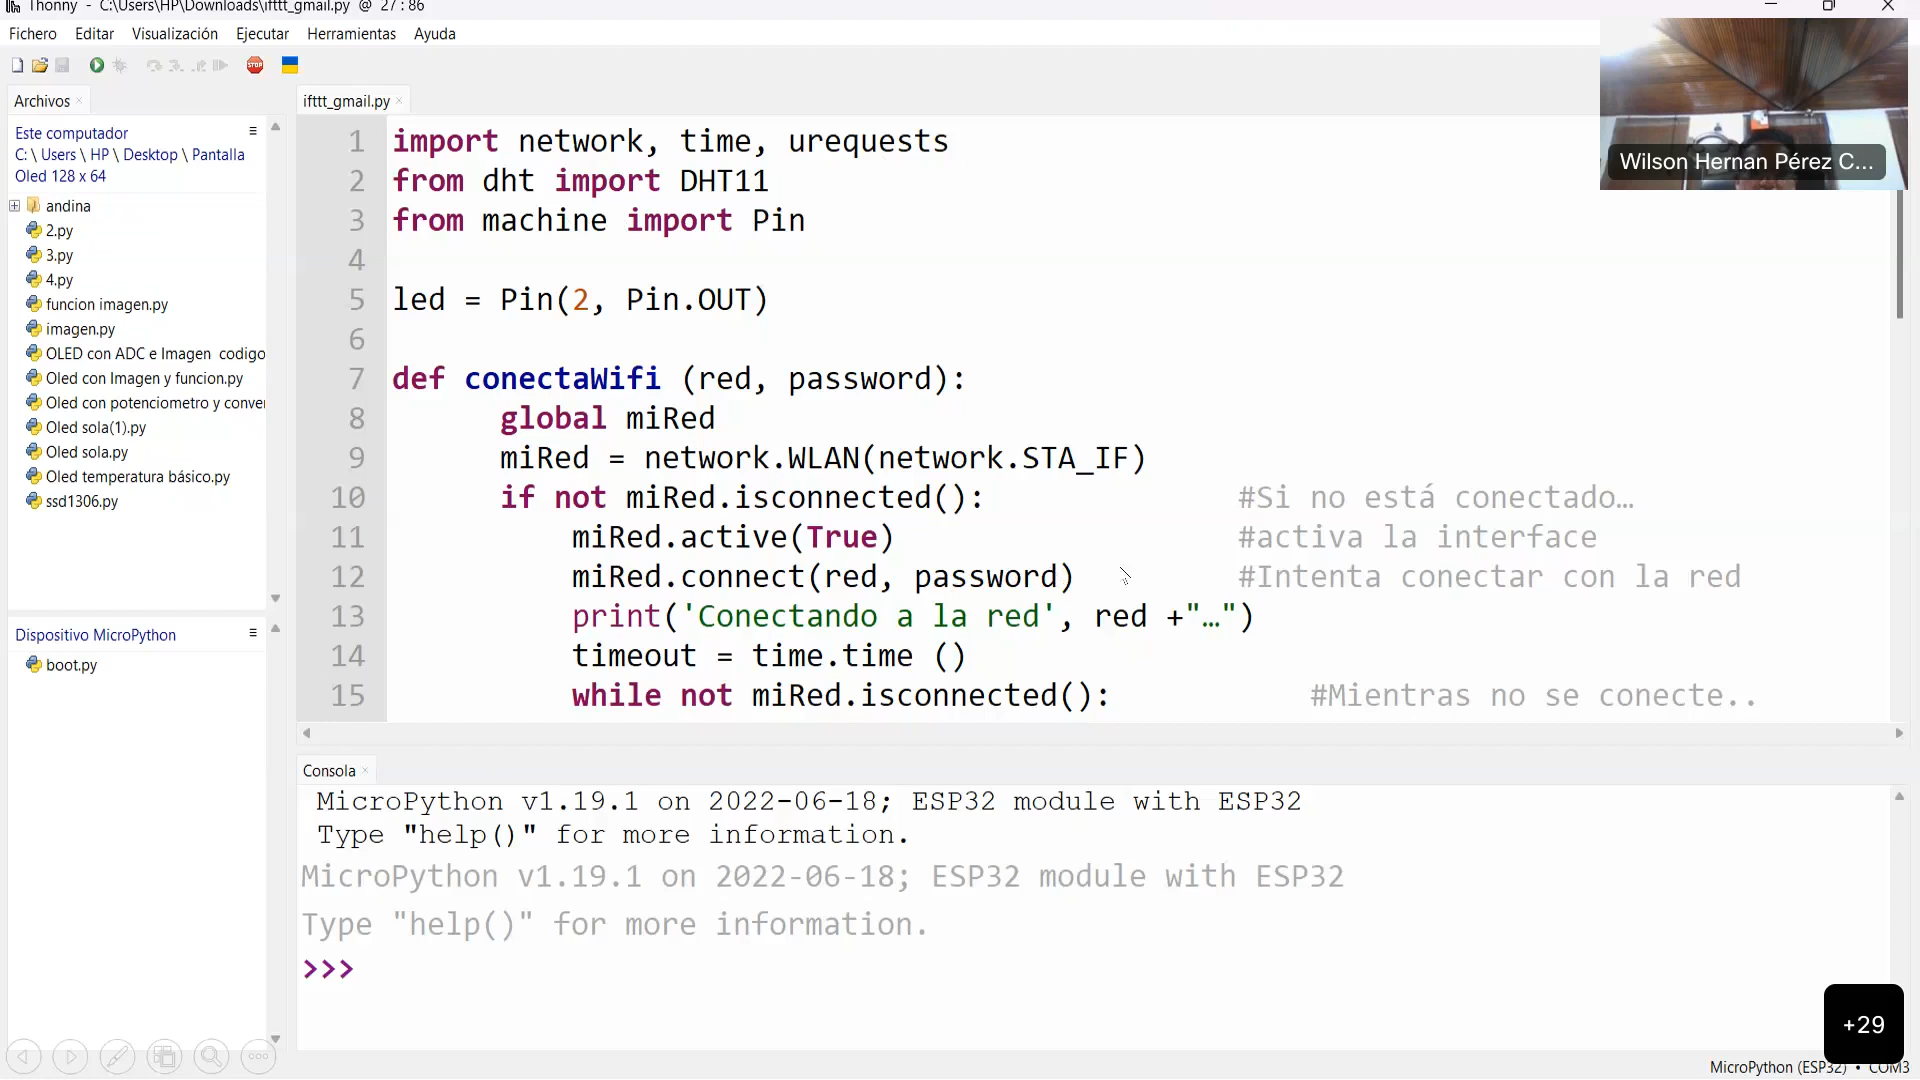 Thonny - C:\Users\HP\Downloads\ifttt_gmail.py @ 27 : 86
Fichero Editar Visualización Ejecutar Herramientas Ayuda
STOP
Archivos
Este computador
C: \ Users \ HP \ Desktop \ Pantalla
Oled 128 x 64
andina
2.py
3.py
4.py
funcion imagen.py
imagen.py
OLED con ADC e Imagen codigo
Oled con Imagen y funcion.py
Oled con potenciometro y conver
Oled sola(1).py
Oled sola.py
Oled temperatura básico.py
ssd1306.py
Dispositivo MicroPython
boot.py
ifttt_gmail.py
1 import network, time, urequests
2 from dht import DHT11
3 from machine import Pin
4
5 led = Pin(2, Pin.OUT)
6
7 def conectaWifi (red, password):
8 global miRed
9 miRed = network.WLAN(network.STA_IF)
10 if not miRed.isconnected(): #Si no está conectado…
11 miRed.active(True) #activa la interface
12 miRed.connect(red, password) #Intenta conectar con la red
13 print('Conectando a la red', red +"…")
14 timeout = time.time ()
15 while not miRed.isconnected(): #Mientras no se conecte..
Consola
MicroPython v1.19.1 on 2022-06-18; ESP32 module with ESP32
Type "help()" for more information.
MicroPython v1.19.1 on 2022-06-18; ESP32 module with ESP32
Type "help()" for more information.
>>>
Wilson Hernan Pérez C...
+29
MicroPython (ESP32) • COM3